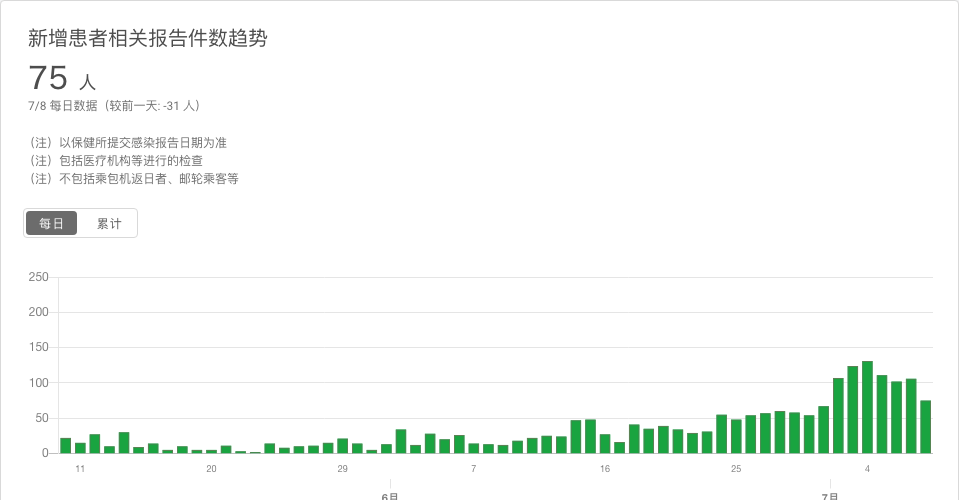 新增患者相关报告件数趋势
75 人
7/8 每日数据（较前一天: -31 人）
（注）以保健所提交感染报告日期为准
（注）包括医疗机构等进行的检查
（注）不包括乘包机返日者、邮轮乘客等
每日 累计
250
200
150
100
50
0
11 20 29 7 16 25 4
6月 7月